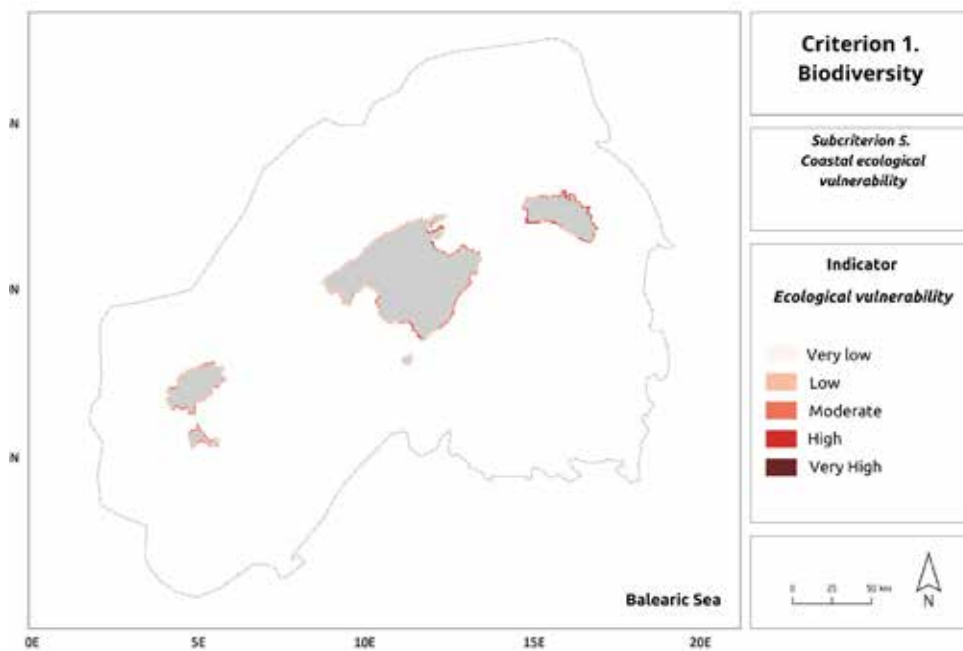 Criterion 1.
Biodiversity
Subcriterion 5.
Coastal ecological
vulnerability
Indicator
Ecological vulnerability
Very low
Low
Moderate
High
Very High
0 25 50 km
N
Balearic Sea
N
N
N
0E 5E 10E 15E 20E